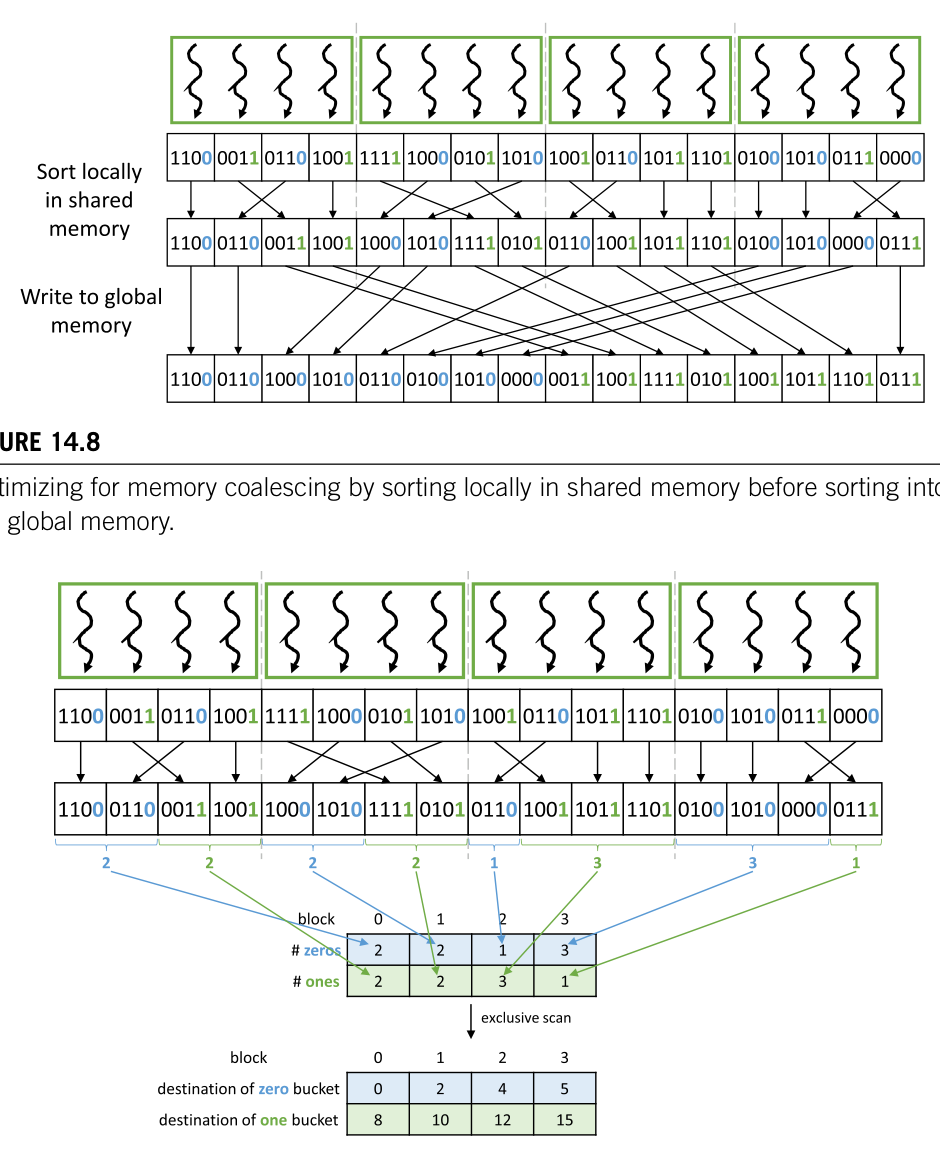 1100 0011 0110 1001 1111 1000 0101 1010 1001 0110 1011 1101 0100 1010 0111 0000
Sort locally
in shared
memory
1100 0110 0011 1001 1000 1010 1111 0101 0110 1001 1011 1101 0100 1010 0000 0111
Write to global
memory
1100 0110 1000 1010 0110 0100 1010 0000 0011 1001 1111 0101 1001 1011 1101 0111
URE 14.8
timizing for memory coalescing by sorting locally in shared memory before sorting into
global memory.
1100 0011 0110 1001 1111 1000 0101 1010 1001 0110 1011 1101 0100 1010 0111 0000
1100 0110 0011 1001 1000 1010 1111 0101 0110 1001 1011 1101 0100 1010 0000 0111
2 2 2 2 1 3 3 1
block 0 1 2 3
# zeros 2 2 1 3
# ones 2 2 3 1
exclusive scan
block 0 1 2 3
destination of zero bucket 0 2 4 5
destination of one bucket 8 10 12 15